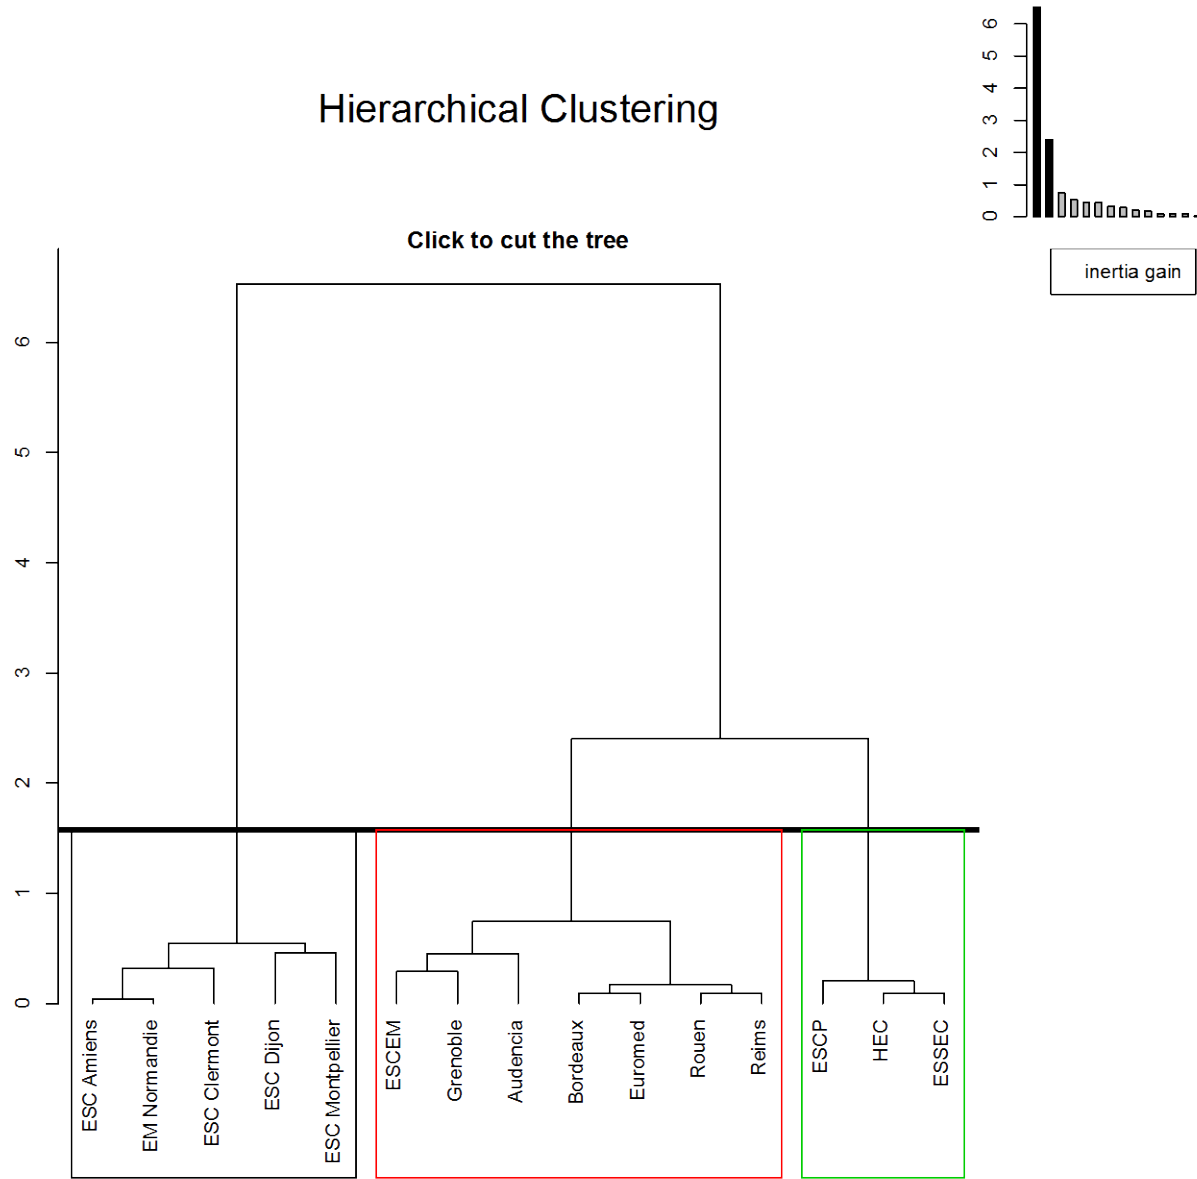 Hierarchical Clustering
6
5
4
3
2
1
0
inertia gain
Click to cut the tree
6
5
4
3
2
1
0
ESC Amiens
EM Normandie
ESC Clermont
ESC Dijon
ESC Montpellier
ESCEM
Grenoble
Audencia
Bordeaux
Euromed
Rouen
Reims
ESCP
HEC
ESSEC